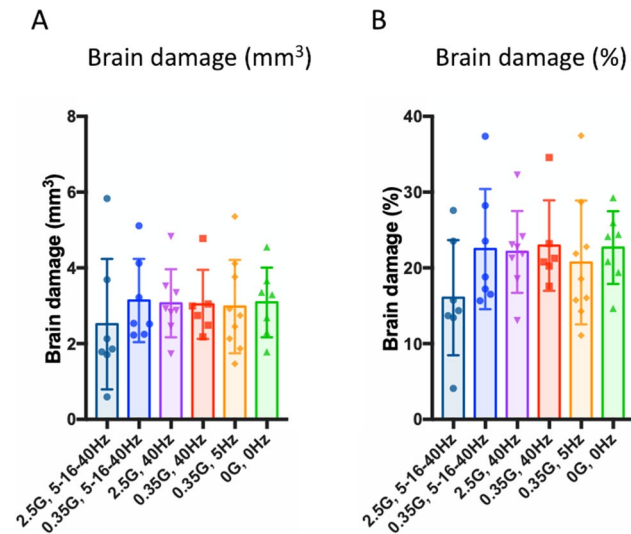 A
Brain damage (mm³)
Brain damage (mm³)
8
6
4
2
0
2.5G, 5-16-40Hz
0.35G, 5-16-40Hz
2.5G, 40Hz
0.35G, 40Hz
0.35G, 5Hz
0G, 0Hz
B
Brain damage (%)
Brain damage (%)
40
30
20
10
0
2.5G, 5-16-40Hz
0.35G, 5-16-40Hz
2.5G, 40Hz
0.35G, 40Hz
0.35G, 5Hz
0G, 0Hz